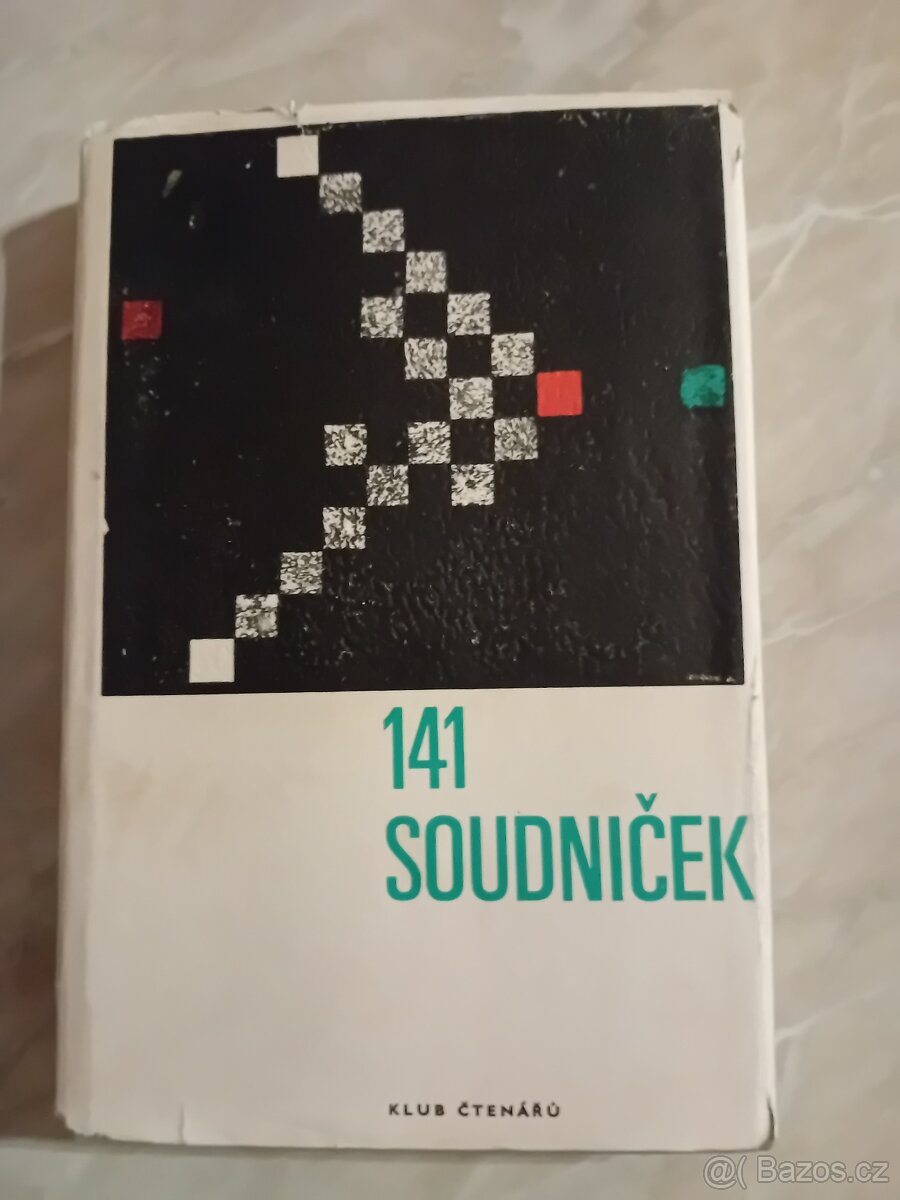 141
SOUDNIČEK
KLUB ČTENÁŘŮ
@( Bazos.cz